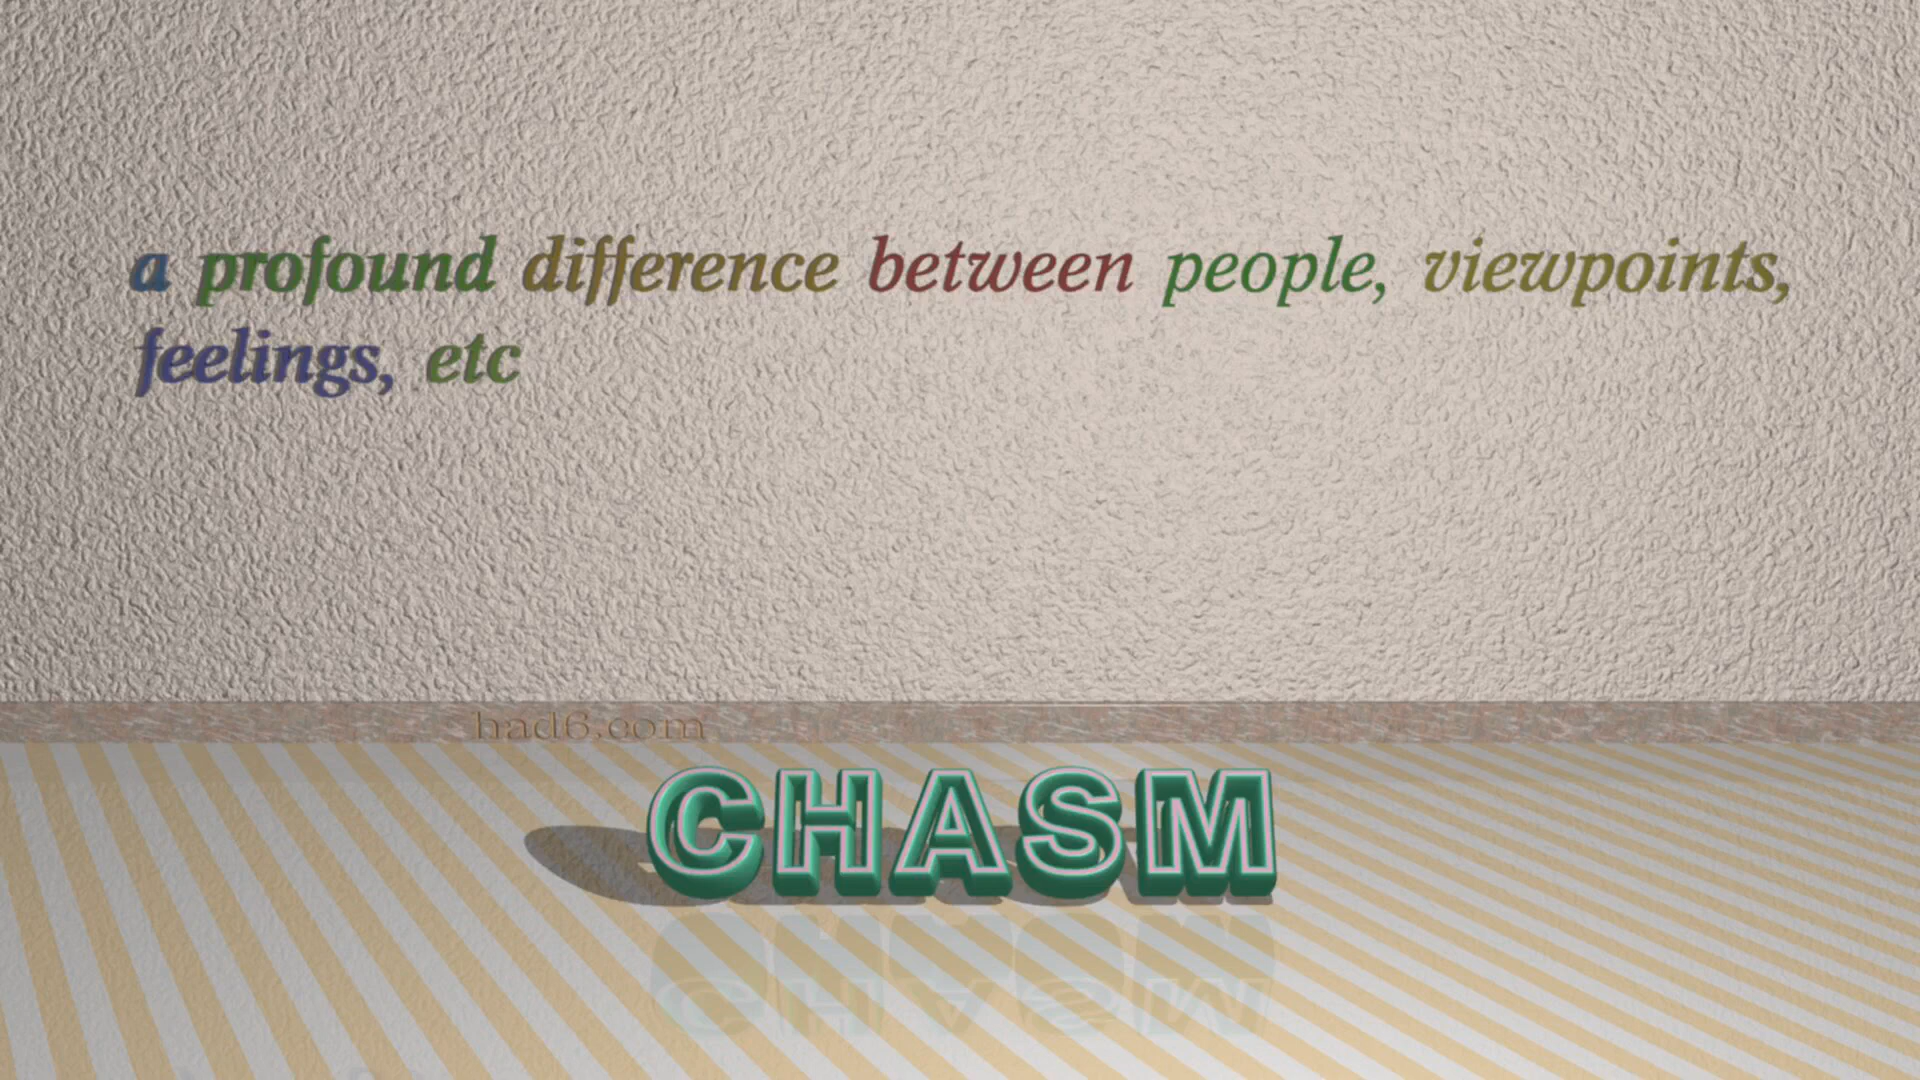 a profound difference between people, viewpoints,
feelings, etc
had6.com
CHASM